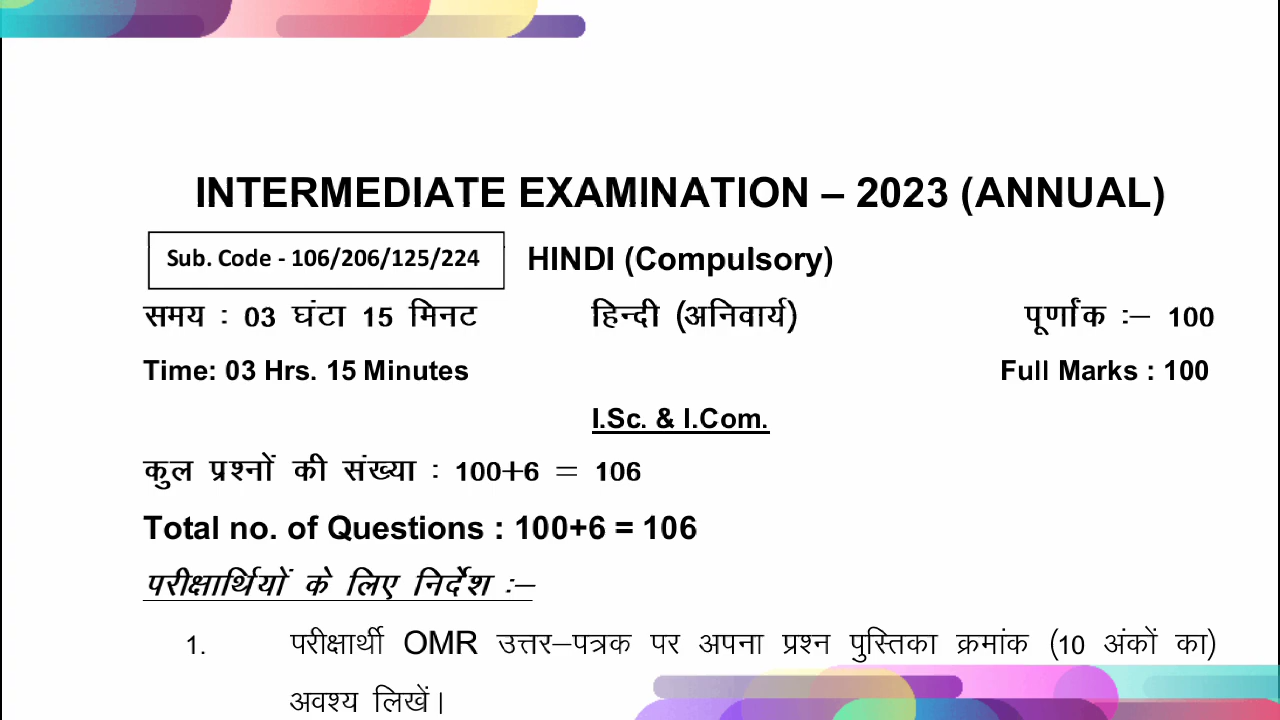 INTERMEDIATE EXAMINATION – 2023 (ANNUAL)
Sub. Code - 106/206/125/224 HINDI (Compulsory)
समय : 03 घंटा 15 मिनट हिन्दी (अनिवार्य) पूर्णांक :– 100
Time: 03 Hrs. 15 Minutes Full Marks : 100
I.Sc. & I.Com.
कुल प्रश्नों की संख्या : 100+6 = 106
Total no. of Questions : 100+6 = 106
परीक्षार्थियों के लिए निर्देश :–
1. परीक्षार्थी OMR उत्तर–पत्रक पर अपना प्रश्न पुस्तिका क्रमांक (10 अंकों का)
अवश्य लिखें।